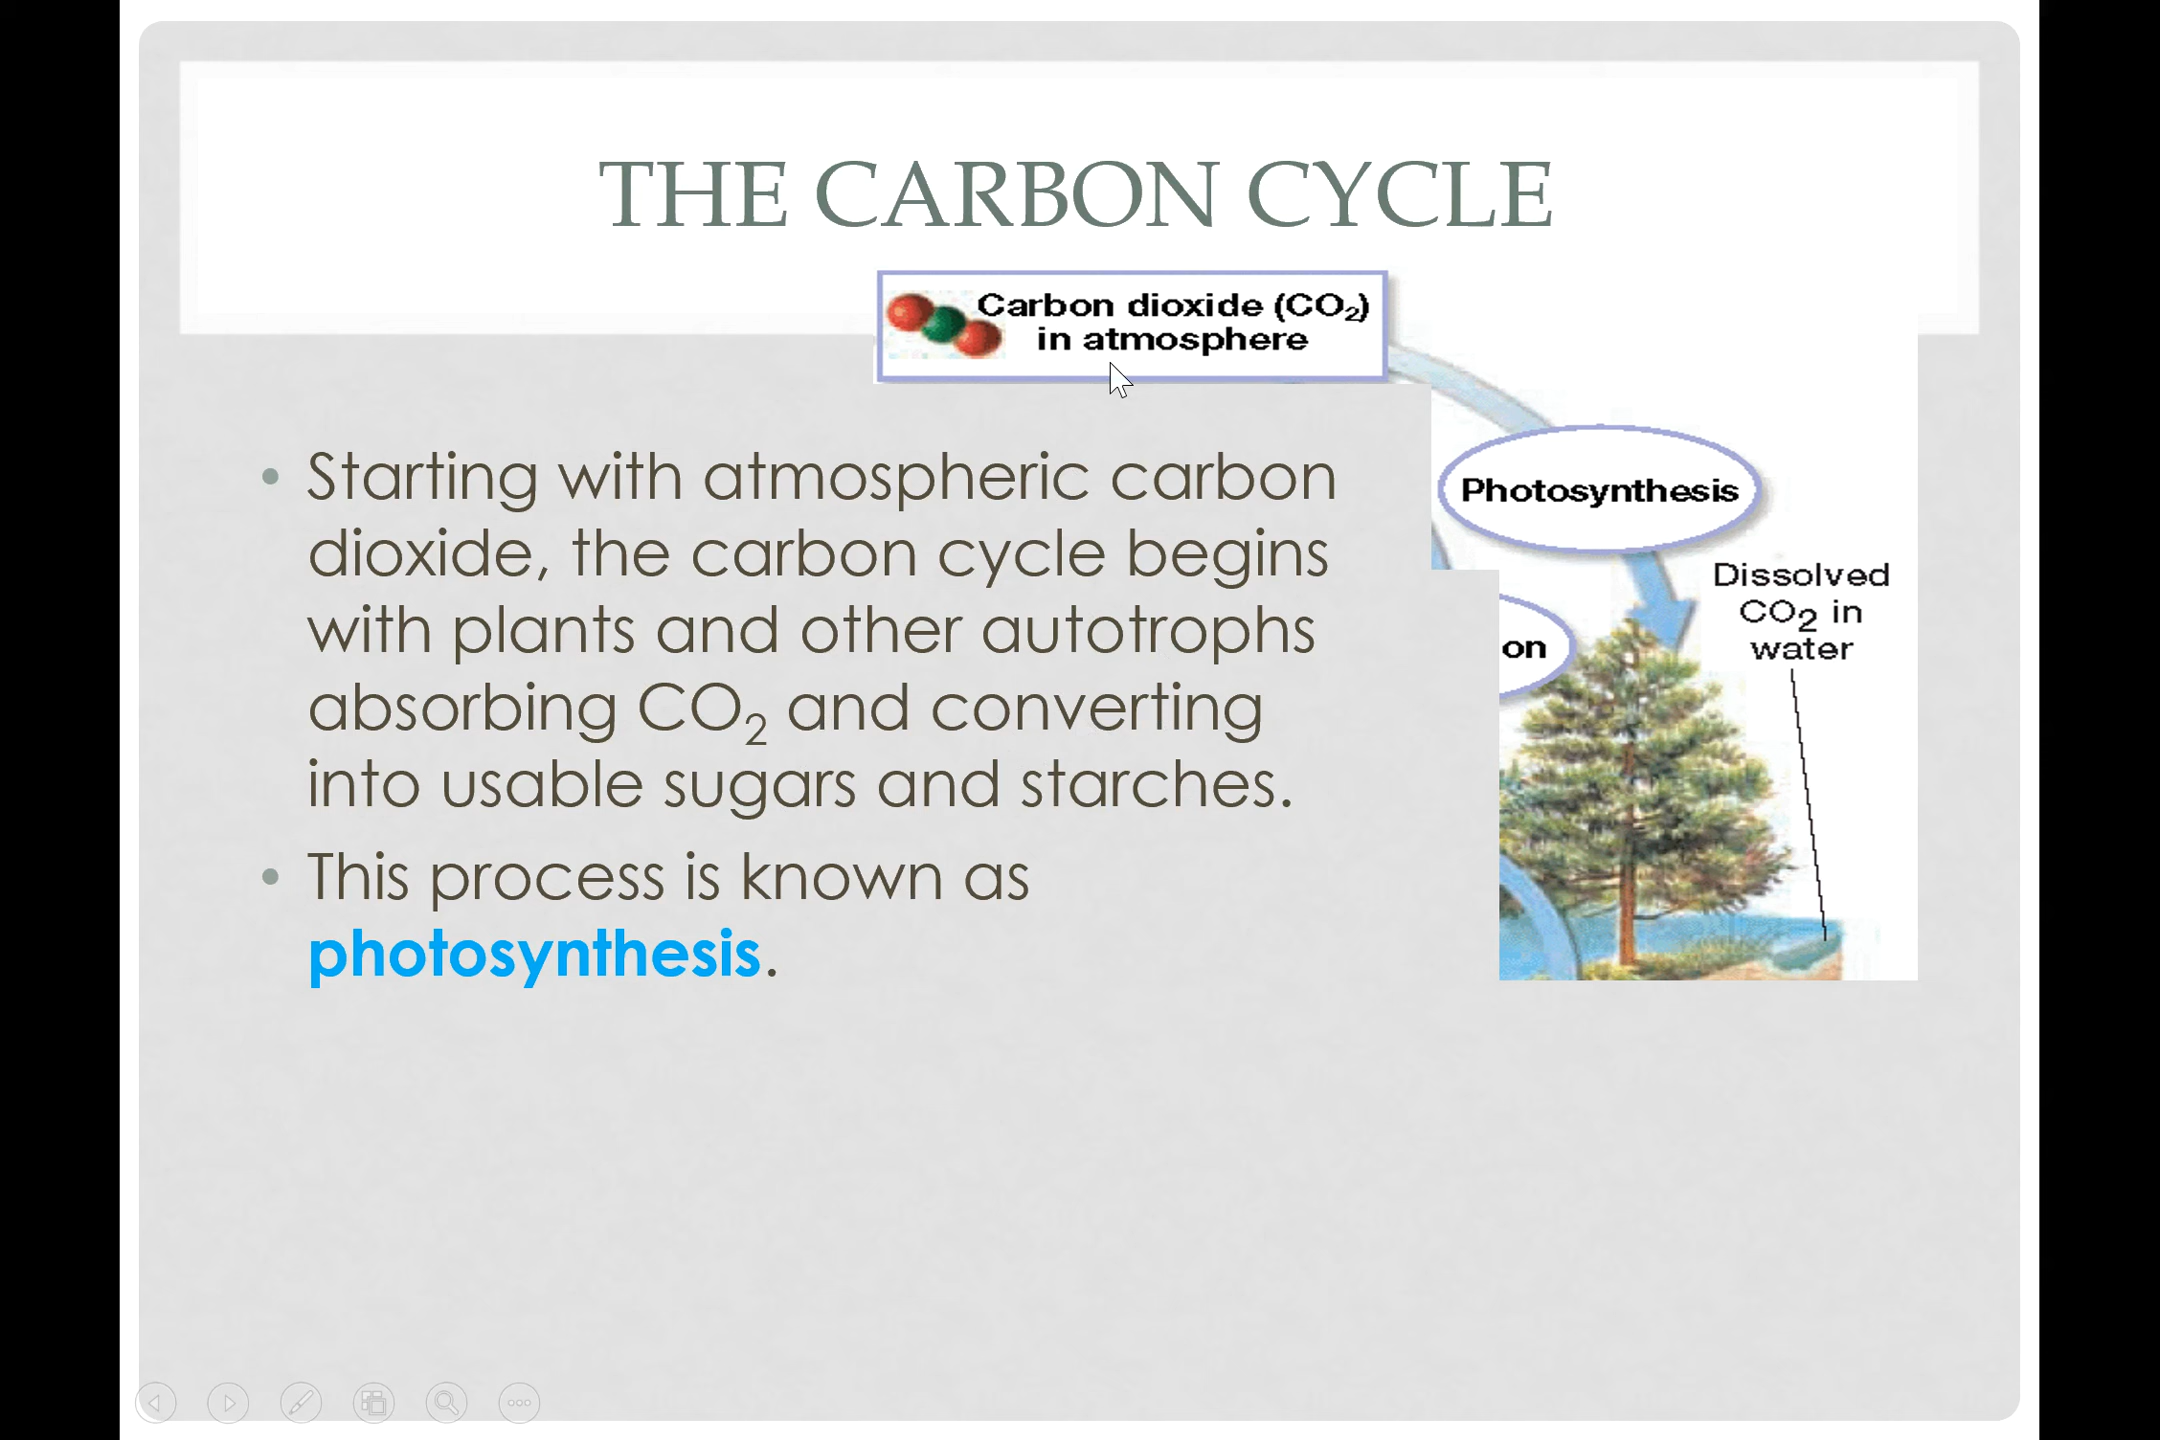 THE CARBON CYCLE
Carbon dioxide (CO₂)
in atmosphere
• Starting with atmospheric carbon
dioxide, the carbon cycle begins
with plants and other autotrophs
absorbing CO₂ and converting
into usable sugars and starches.
• This process is known as
photosynthesis.
Photosynthesis
Dissolved
CO₂ in
water
on